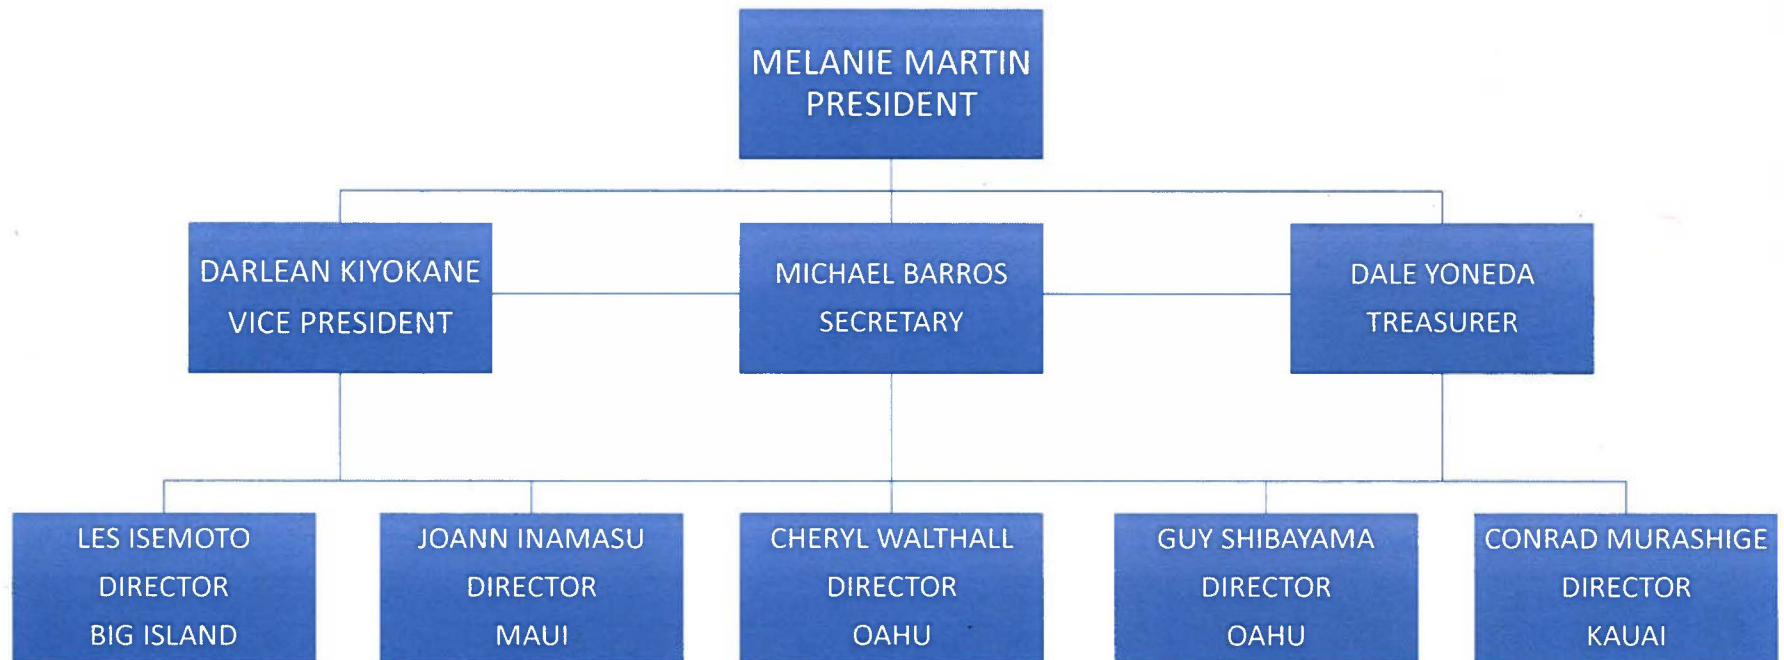 MELANIE MARTIN
PRESIDENT
DARLEAN KIYOKANE
VICE PRESIDENT
MICHAEL BARROS
SECRETARY
DALE YONEDA
TREASURER
LES ISEMOTO
DIRECTOR
BIG ISLAND
JOANN INAMASU
DIRECTOR
MAUI
CHERYL WALTHALL
DIRECTOR
OAHU
GUY SHIBAYAMA
DIRECTOR
OAHU
CONRAD MURASHIGE
DIRECTOR
KAUAI